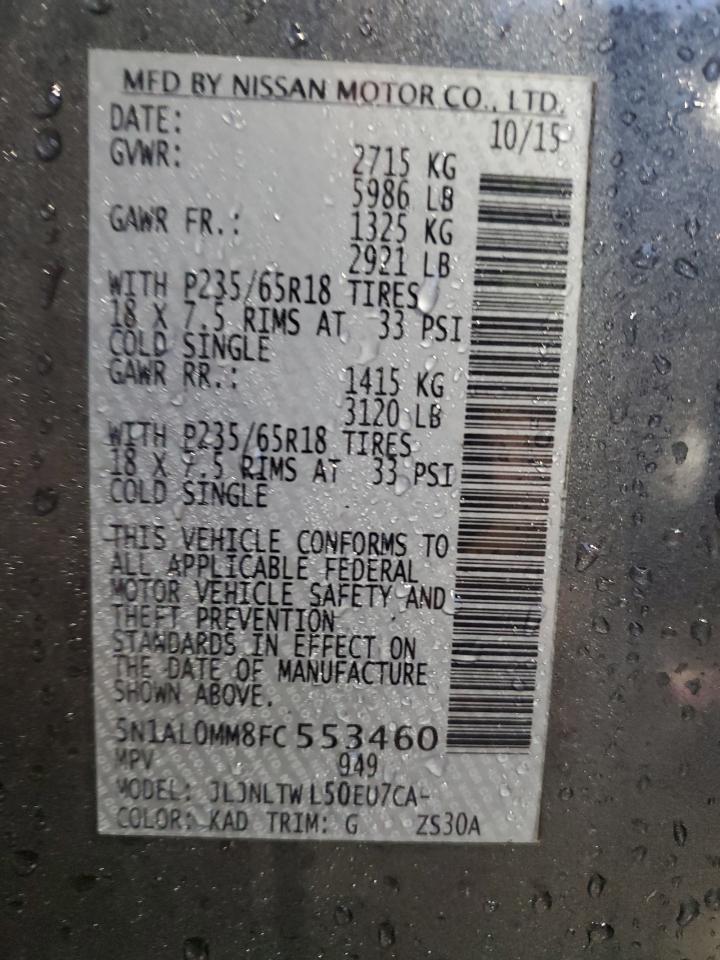 MFD BY NISSAN MOTOR CO., LTD.
DATE: 10/15
GVWR: 2715 KG
5986 LB
GAWR FR.: 1325 KG
2921 LB
WITH P235/65R18 TIRES
18 X 7.5 RIMS AT 33 PSI
COLD SINGLE
GAWR RR.: 1415 KG
3120 LB
WITH P235/65R18 TIRES
18 X 7.5 RIMS AT 33 PSI
COLD SINGLE
THIS VEHICLE CONFORMS TO
ALL APPLICABLE FEDERAL
MOTOR VEHICLE SAFETY AND
THEFT PREVENTION
STANDARDS IN EFFECT ON
THE DATE OF MANUFACTURE
SHOWN ABOVE.
5N1AL0MM8FC553460
MPV 949
MODEL: JLJNLTWL50EU7CA-
COLOR: KAD TRIM: G ZS30A